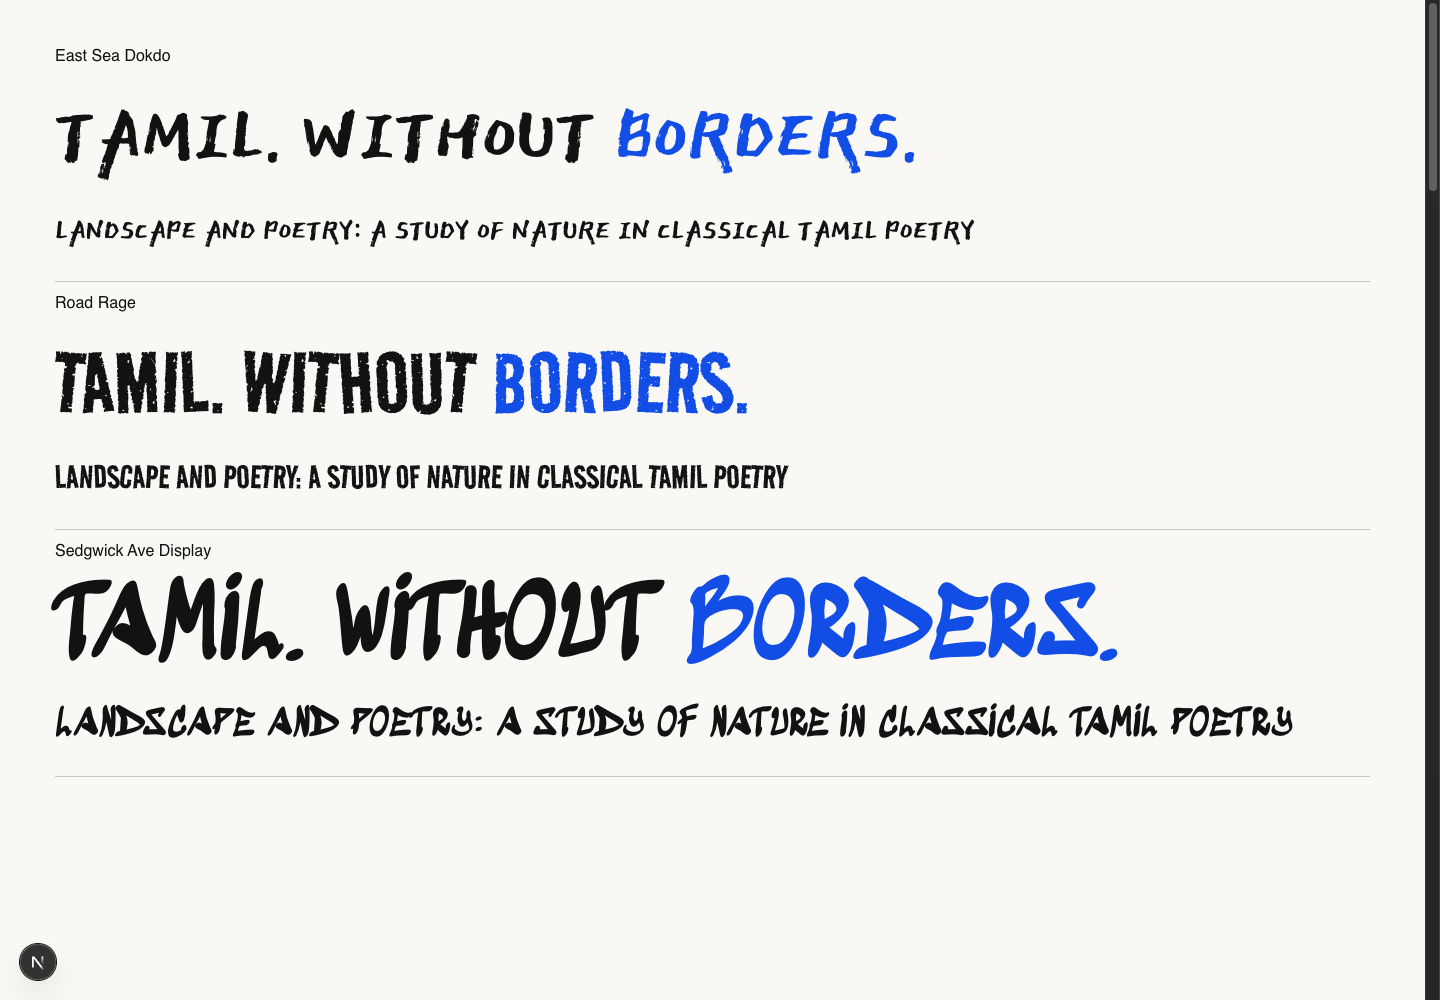 East Sea Dokdo
TAMIL. WITHOUT BORDERS.
LANDSCAPE AND POETRY: A STUDY OF NATURE IN CLASSICAL TAMIL POETRY
Road Rage
TAMIL. WITHOUT BORDERS.
LANDSCAPE AND POETRY: A STUDY OF NATURE IN CLASSICAL TAMIL POETRY
Sedgwick Ave Display
TAMIL. WITHOUT BORDERS.
LANDSCAPE AND POETRY: A STUDY OF NATURE IN CLASSICAL TAMIL POETRY
N